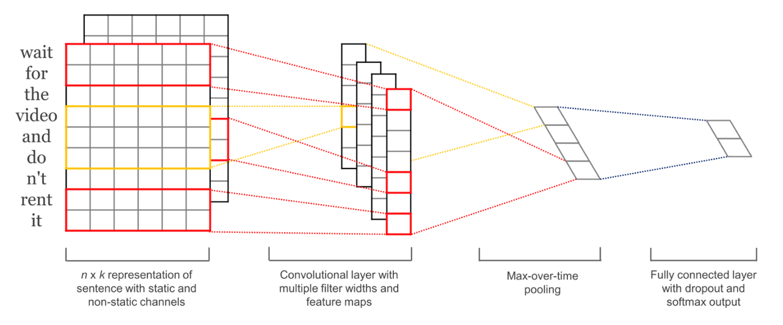 wait
for
the
video
and
do
n't
rent
it
n x k representation of
sentence with static and
non-static channels
Convolutional layer with
multiple filter widths and
feature maps
Max-over-time
pooling
Fully connected layer
with dropout and
softmax output